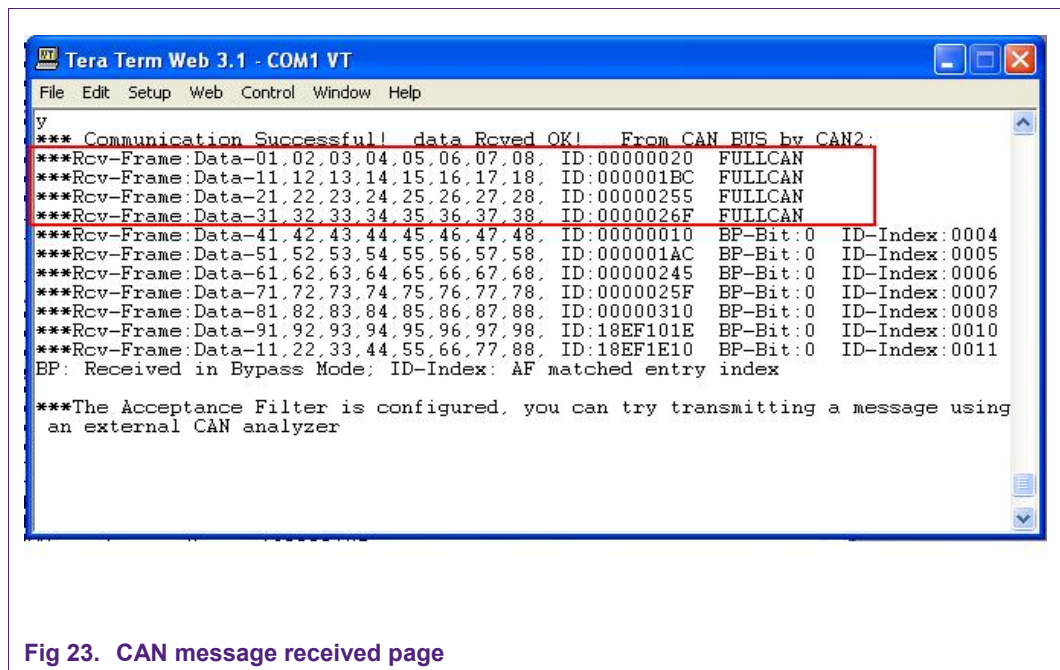 Tera Term Web 3.1 - COM1 VT
File Edit Setup Web Control Window Help
y
*** Communication Successful! data Rcved OK! From CAN BUS by CAN2:
***Rcv-Frame:Data-01,02,03,04,05,06,07,08, ID:00000020 FULLCAN
***Rcv-Frame:Data-11,12,13,14,15,16,17,18, ID:000001BC FULLCAN
***Rcv-Frame:Data-21,22,23,24,25,26,27,28, ID:00000255 FULLCAN
***Rcv-Frame:Data-31,32,33,34,35,36,37,38, ID:0000026F FULLCAN
***Rcv-Frame:Data-41,42,43,44,45,46,47,48, ID:00000010 BP-Bit:0 ID-Index:0004
***Rcv-Frame:Data-51,52,53,54,55,56,57,58, ID:000001AC BP-Bit:0 ID-Index:0005
***Rcv-Frame:Data-61,62,63,64,65,66,67,68, ID:00000245 BP-Bit:0 ID-Index:0006
***Rcv-Frame:Data-71,72,73,74,75,76,77,78, ID:0000025F BP-Bit:0 ID-Index:0007
***Rcv-Frame:Data-81,82,83,84,85,86,87,88, ID:00000310 BP-Bit:0 ID-Index:0008
***Rcv-Frame:Data-91,92,93,94,95,96,97,98, ID:18EF101E BP-Bit:0 ID-Index:0010
***Rcv-Frame:Data-11,22,33,44,55,66,77,88, ID:18EF1E10 BP-Bit:0 ID-Index:0011
BP: Received in Bypass Mode; ID-Index: AF matched entry index
***The Acceptance Filter is configured, you can try transmitting a message using
an external CAN analyzer
Fig 23. CAN message received page